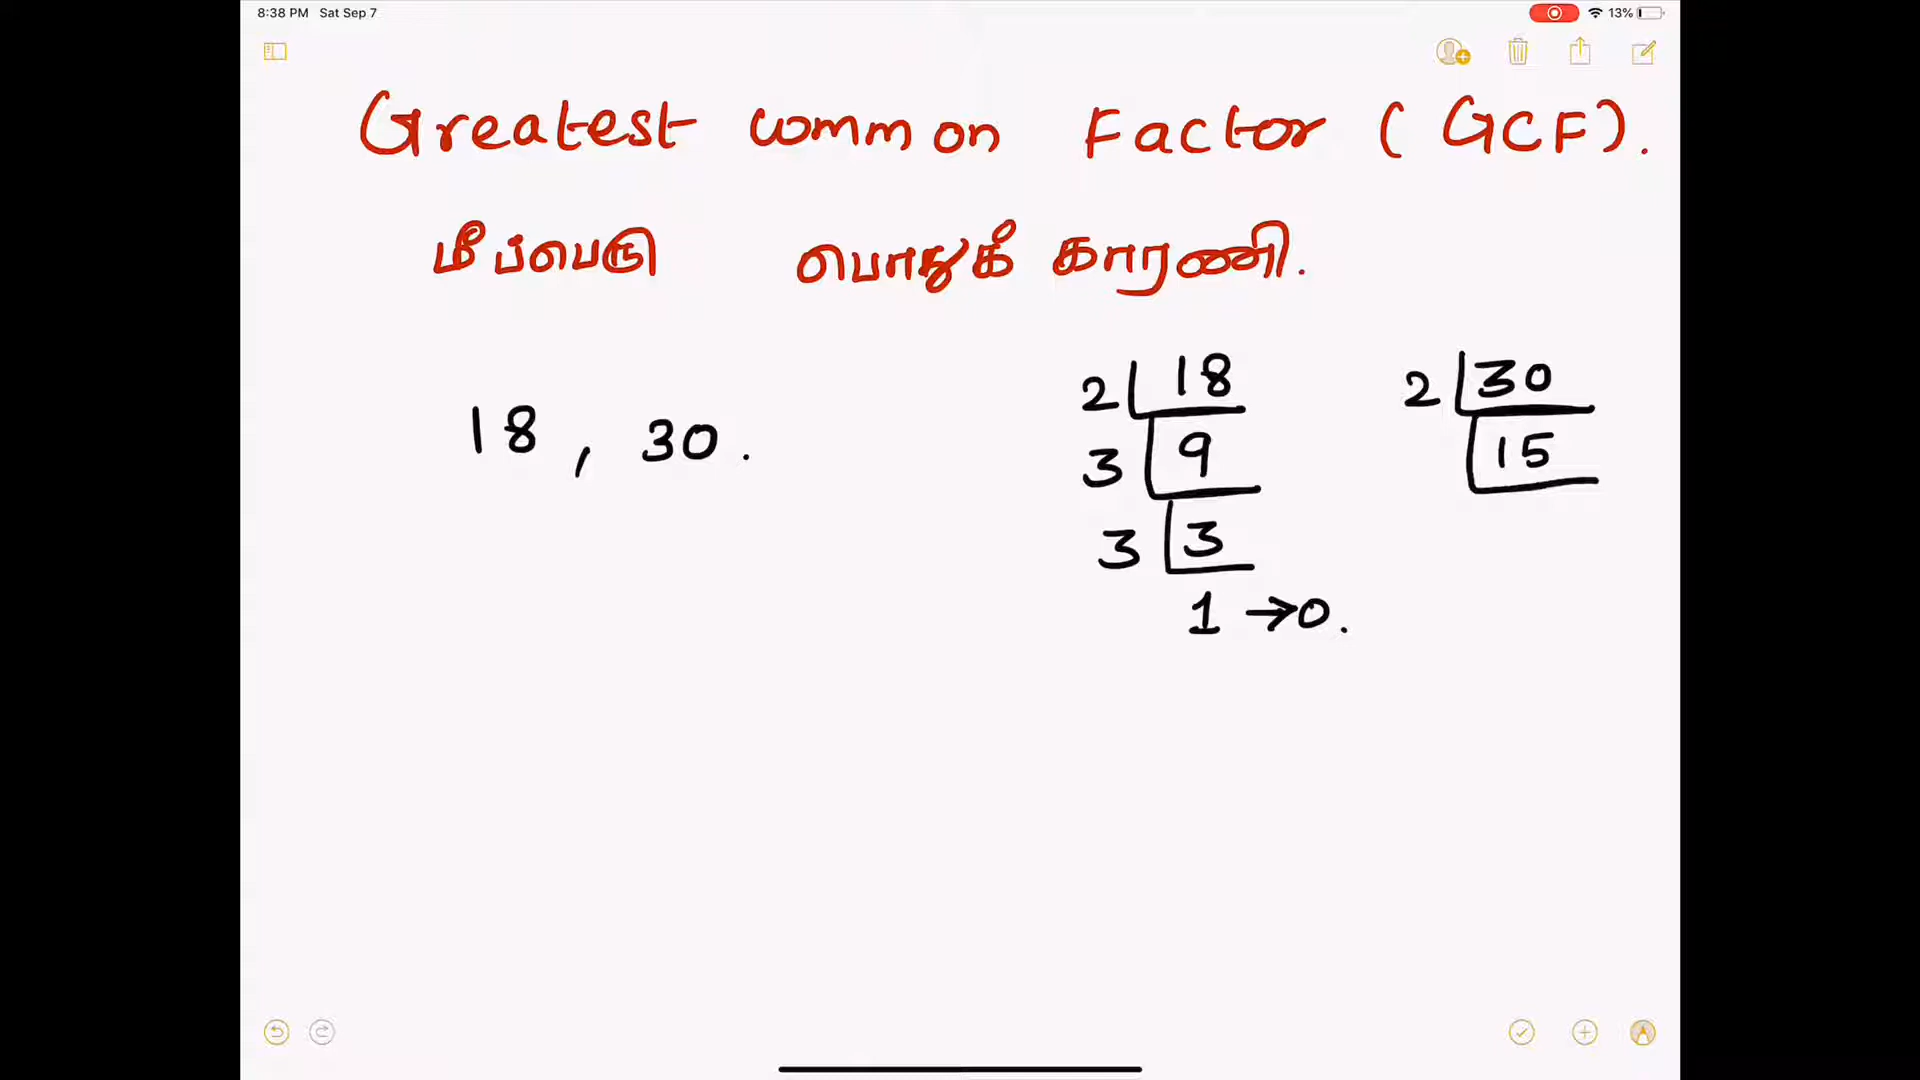 8:38 PM Sat Sep 7 13%
Greatest common Factor (GCF).
மீப்பெரு பொதுக் காரணி.
18, 30.
2 18 2 30
3 9 15
3 3
1 →0.